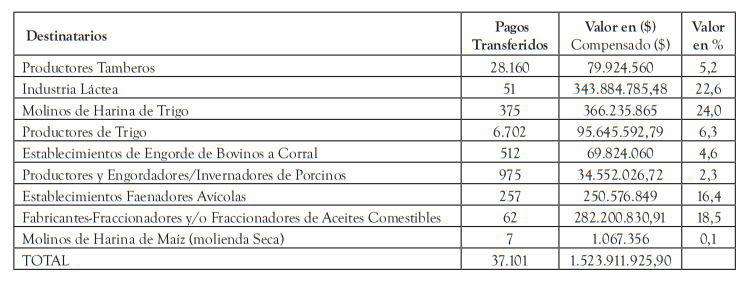 Destinatarios Pagos Transferidos Valor en ($) Compensado ($) Valor en %
Productores Tamberos 28.160 79.924.560 5,2
Industria Láctea 51 343.884.785,48 22,6
Molinos de Harina de Trigo 375 366.235.865 24,0
Productores de Trigo 6.702 95.645.592,79 6,3
Establecimientos de Engorde de Bovinos a Corral 512 69.824.060 4,6
Productores y Engordadores/Invernadores de Porcinos 975 34.552.026,72 2,3
Establecimientos Faenadores Avícolas 257 250.576.849 16,4
Fabricantes-Fraccionadores y/o Fraccionadores de Aceites Comestibles 62 282.200.830,91 18,5
Molinos de Harina de Maíz (molienda Seca) 7 1.067.356 0,1
TOTAL 37.101 1.523.911.925,90